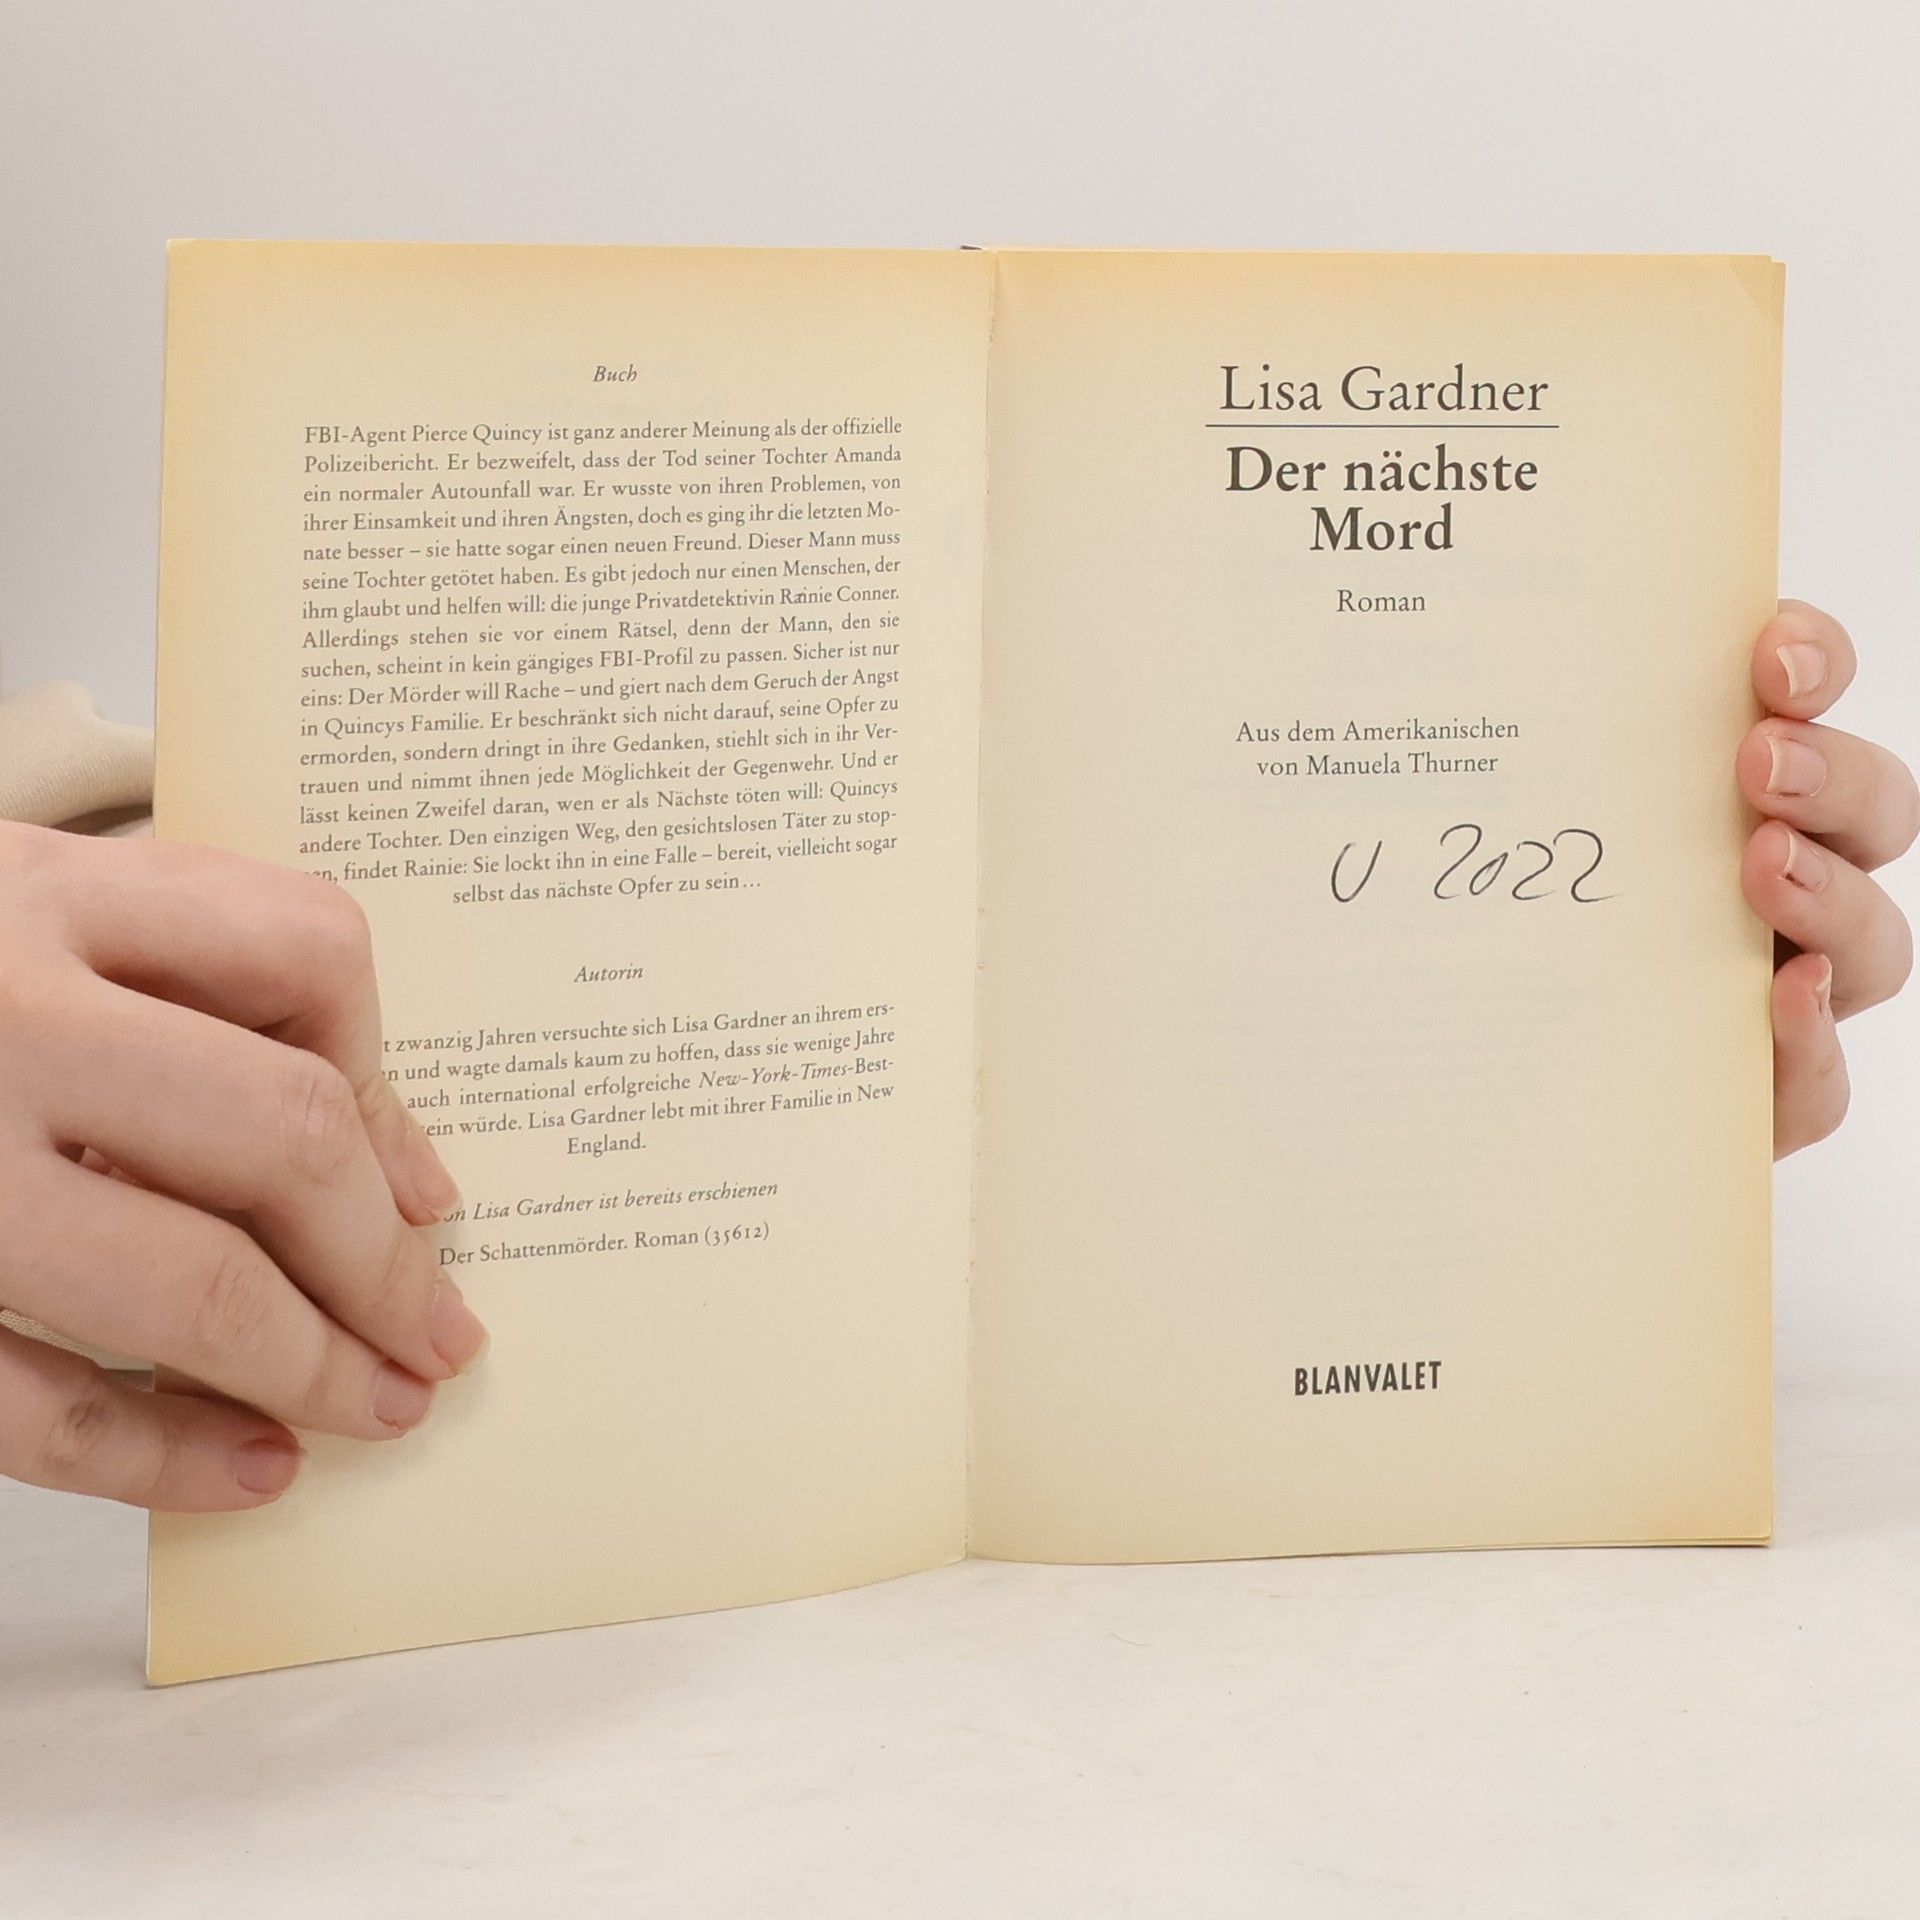 Buch
FBI-Agent Pierce Quincy ist ganz anderer Meinung als der offizielle
Polizeibericht. Er bezweifelt, dass der Tod seiner Tochter Amanda
ein normaler Autounfall war. Er wusste von ihren Problemen, von
ihrer Einsamkeit und ihren Ängsten, doch es ging ihr die letzten Mo-
nate besser – sie hatte sogar einen neuen Freund. Dieser Mann muss
seine Tochter getötet haben. Es gibt jedoch nur einen Menschen, der
ihm glaubt und helfen will: die junge Privatdetektivin Rainie Conner.
Allerdings stehen sie vor einem Rätsel, denn der Mann, den sie
suchen, scheint in kein gängiges FBI-Profil zu passen. Sicher ist nur
eins: Der Mörder will Rache – und giert nach dem Geruch der Angst
in Quincys Familie. Er beschränkt sich nicht darauf, seine Opfer zu
ermorden, sondern dringt in ihre Gedanken, stiehlt sich in ihr Ver-
trauen und nimmt ihnen jede Möglichkeit der Gegenwehr. Und er
lässt keinen Zweifel daran, wen er als Nächste töten will: Quincys
andere Tochter. Den einzigen Weg, den gesichtslosen Täter zu stop-
findet Rainie: Sie lockt ihn in eine Falle – bereit, vielleicht sogar
selbst das nächste Opfer zu sein…
Autorin
zwanzig Jahren versuchte sich Lisa Gardner an ihrem ers-
und wagte damals kaum zu hoffen, dass sie wenige Jahre
auch international erfolgreiche New-York-Times-Best-
würde. Lisa Gardner lebt mit ihrer Familie in New
England.
Lisa Gardner ist bereits erschienen
Der Schattenmörder. Roman (35612)
Lisa Gardner
Der nächste
Mord
Roman
Aus dem Amerikanischen
von Manuela Thurner
U 2022
BLANVALET